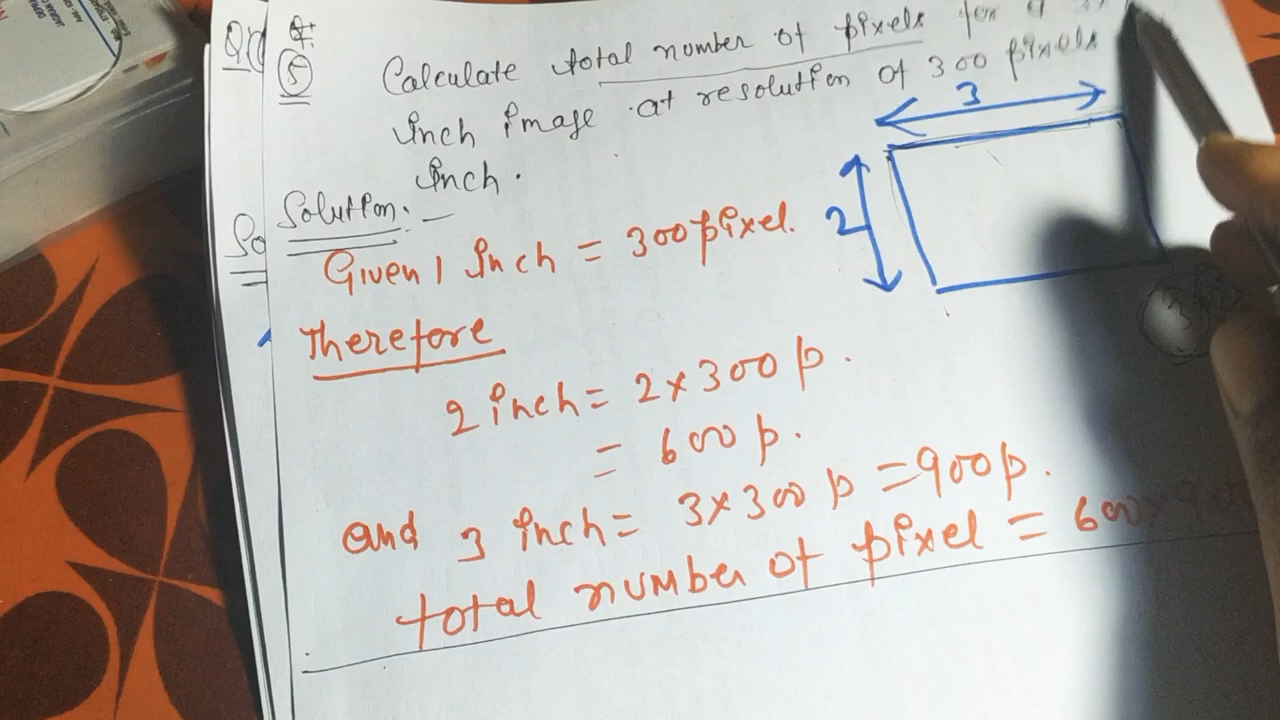 Q. 
(5) Calculate total number of pixels for a
inch image at resolution of 300 pixels
inch.
3
Solution:-
2
Given 1 inch = 300 pixel.
Therefore
2 inch = 2 x 300 p.
= 600 p.
and 3 inch = 3 x 300 p = 900 p.
total number of pixel = 600 x 900